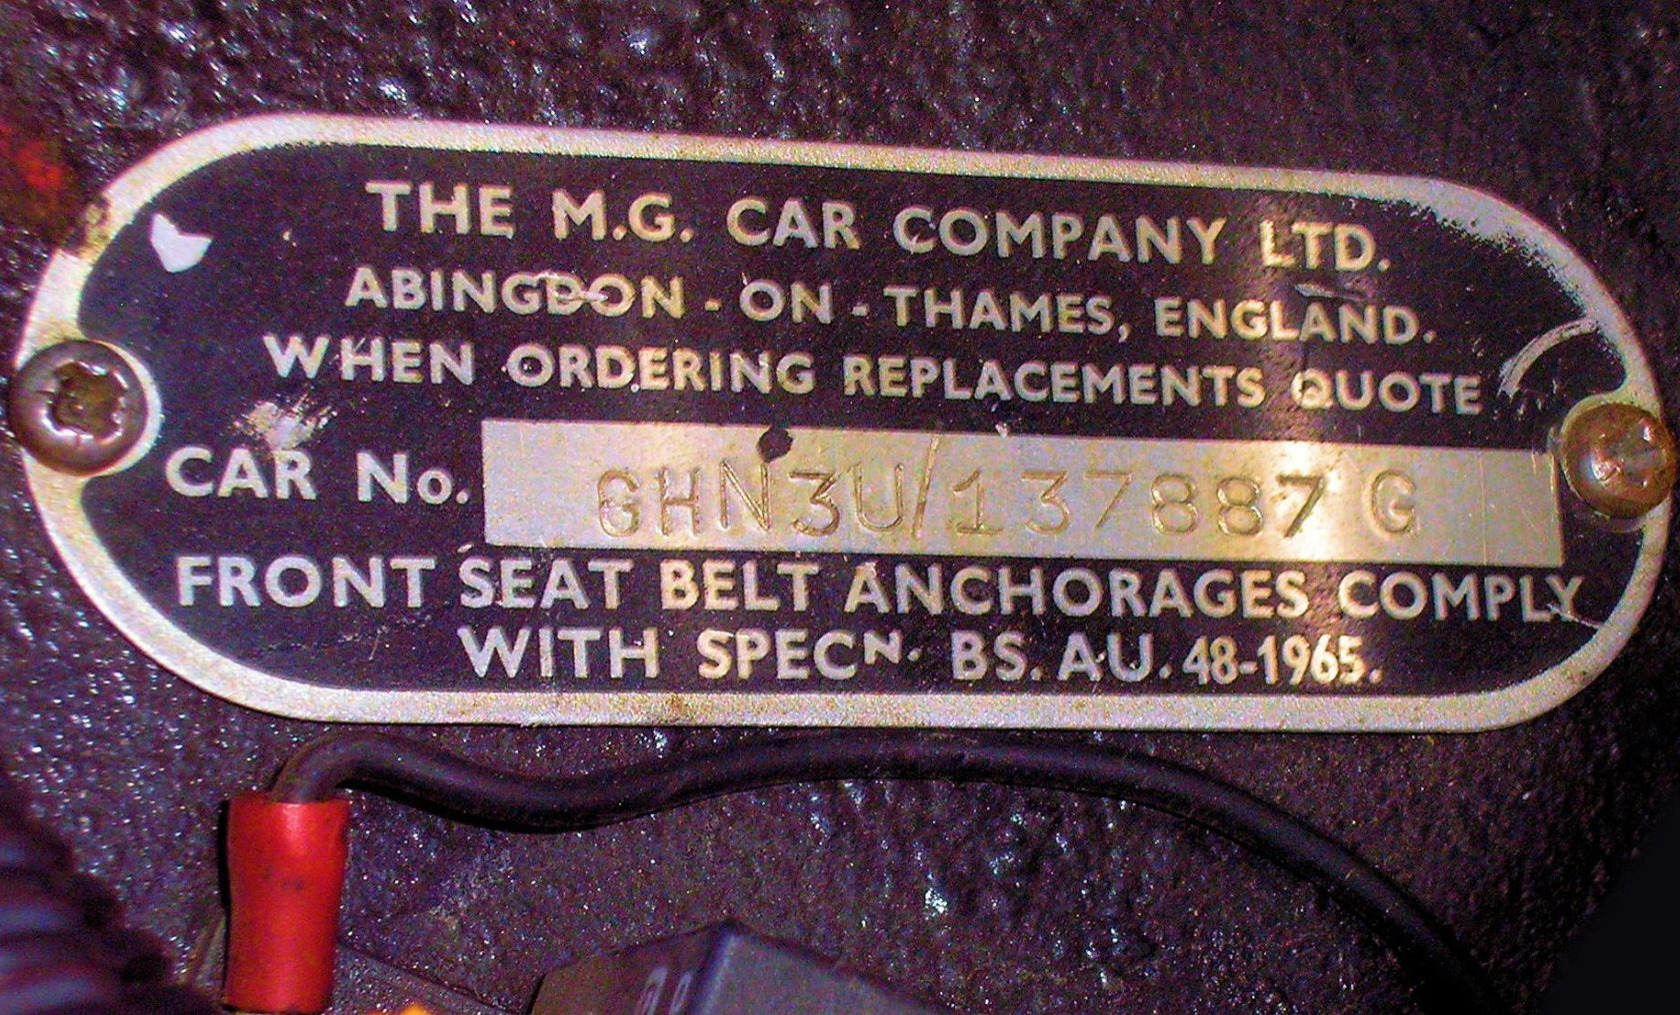 THE M.G. CAR COMPANY LTD.
ABINGDON - ON - THAMES, ENGLAND.
WHEN ORDERING REPLACEMENTS QUOTE
CAR No. GHN3U/137887 G
FRONT SEAT BELT ANCHORAGES COMPLY
WITH SPECN. BS. AU. 48-1965.